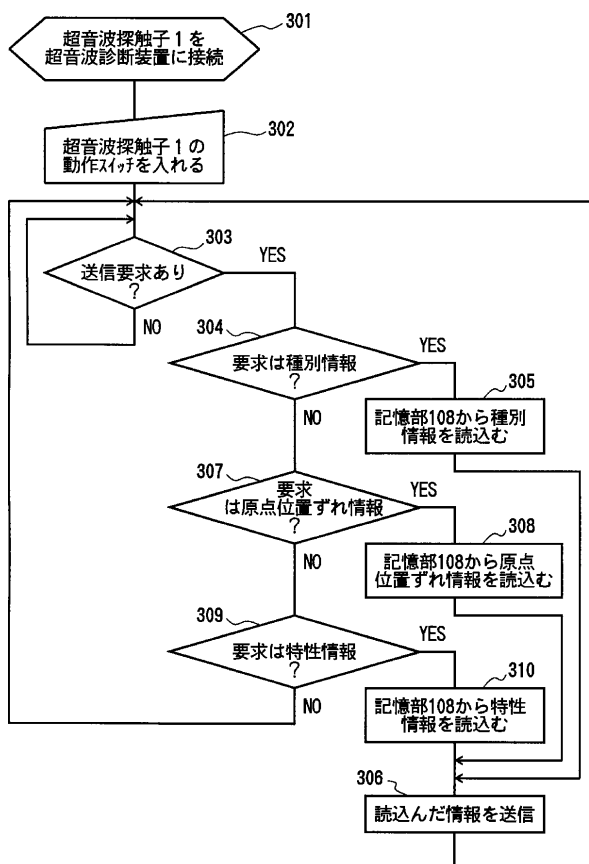 301
超音波探触子1を
超音波診断装置に接続
302
超音波探触子1の
動作スイッチを入れる
303
送信要求あり
?
YES
NO
304
要求は種別情報
?
YES
NO
305
記憶部108から種別
情報を読込む
307
要求
は原点位置ずれ情報
?
YES
NO
308
記憶部108から原点
位置ずれ情報を読込む
309
要求は特性情報
?
YES
NO
310
記憶部108から特性
情報を読込む
306
読込んだ情報を送信